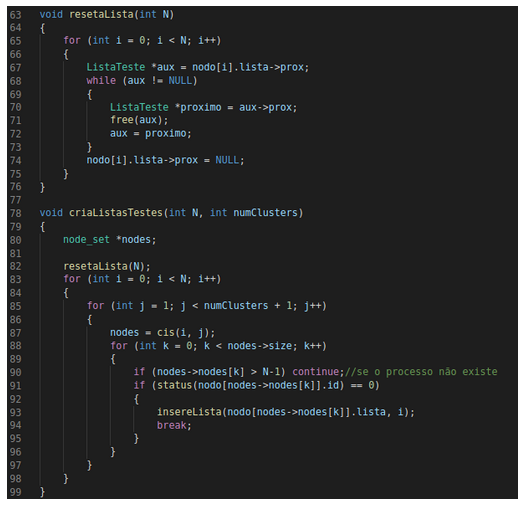 63 void resetaLista(int N)
64 {
65     for (int i = 0; i < N; i++)
66     {
67         ListaTeste *aux = nodo[i].lista->prox;
68         while (aux != NULL)
69         {
70             ListaTeste *proximo = aux->prox;
71             free(aux);
72             aux = proximo;
73         }
74         nodo[i].lista->prox = NULL;
75     }
76 }
77
78 void criaListasTestes(int N, int numClusters)
79 {
80     node_set *nodes;
81
82     resetaLista(N);
83     for (int i = 0; i < N; i++)
84     {
85         for (int j = 1; j < numClusters + 1; j++)
86         {
87             nodes = cis(i, j);
88             for (int k = 0; k < nodes->size; k++)
89             {
90                 if (nodes->nodes[k] > N-1) continue;//se o processo não existe
91                 if (status(nodo[nodes->nodes[k]].id) == 0)
92                 {
93                     insereLista(nodo[nodes->nodes[k]].lista, i);
94                     break;
95                 }
96             }
97         }
98     }
99 }